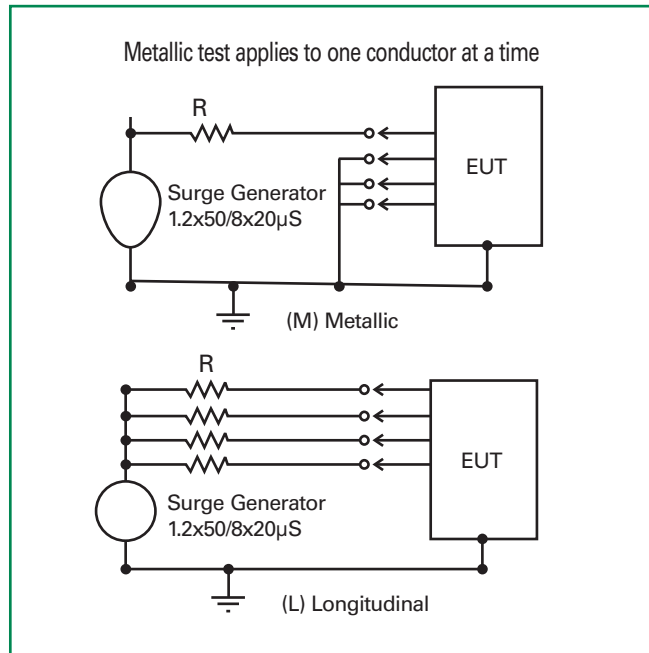 Metallic test applies to one conductor at a time
R
EUT
Surge Generator
1.2x50/8x20µS
(M) Metallic
R
EUT
Surge Generator
1.2x50/8x20µS
(L) Longitudinal